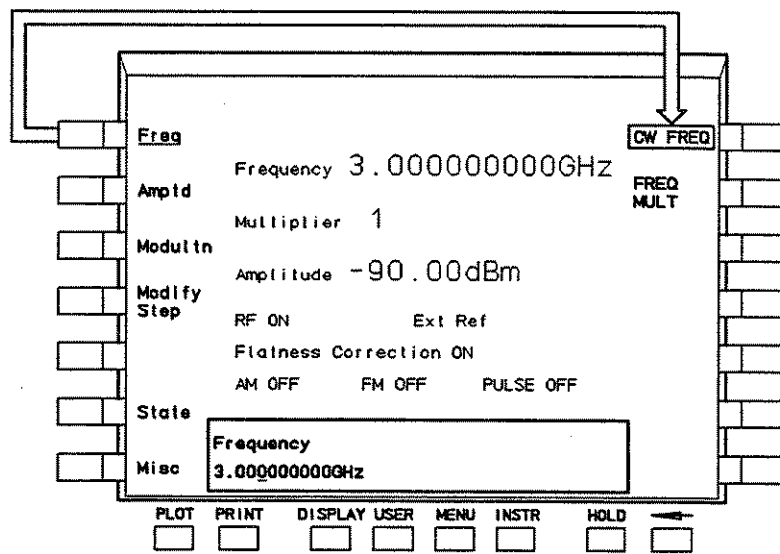 Freq
CW FREQ
Frequency 3.000000000GHz
Amptd
FREQ
MULT
Multiplier 1
Modultn
Amplitude -90.00dBm
Modify
Step
RF ON Ext Ref
Flatness Correction ON
AM OFF FM OFF PULSE OFF
State
Frequency
Misc
3.000000000GHz
PLOT PRINT DISPLAY USER MENU INSTR HOLD